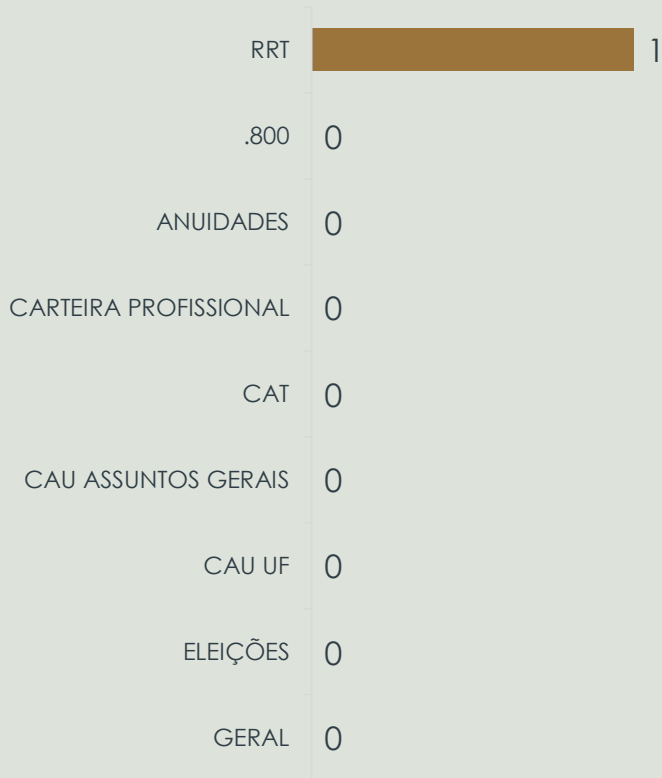 RRT 1
.800 0
ANUIDADES 0
CARTEIRA PROFISSIONAL 0
CAT 0
CAU ASSUNTOS GERAIS 0
CAU UF 0
ELEIÇÕES 0
GERAL 0